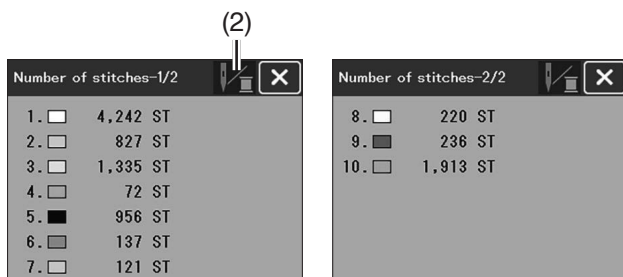 (2)
Number of stitches-1/2
1. 4,242 ST
2. 827 ST
3. 1,335 ST
4. 72 ST
5. 956 ST
6. 137 ST
7. 121 ST
Number of stitches-2/2
8. 220 ST
9. 236 ST
10. 1,913 ST